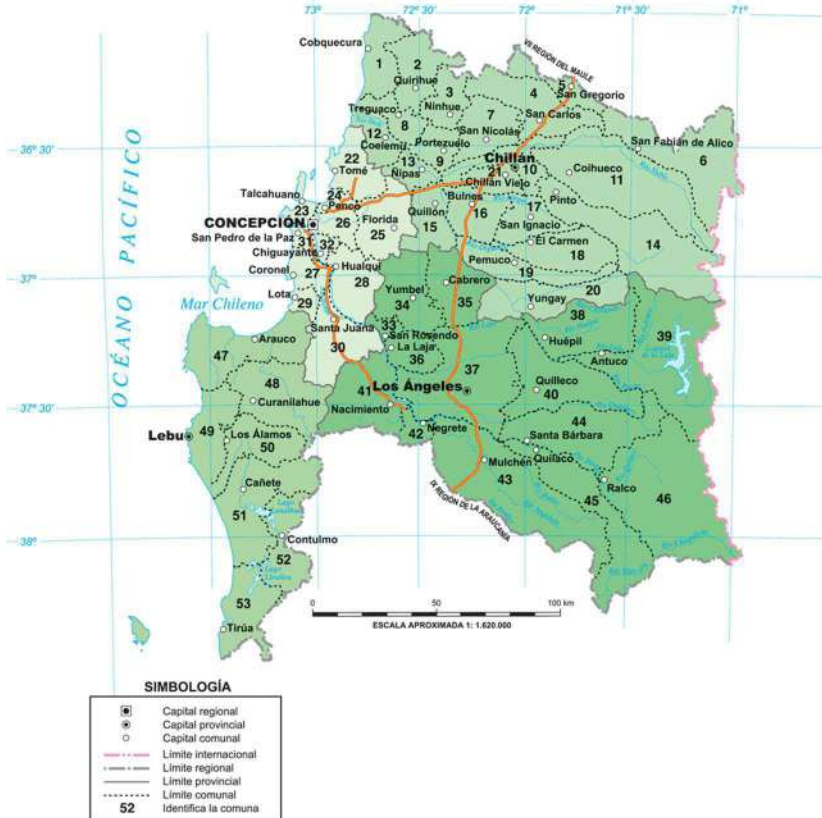 73°
72° 30'
72°
71° 30'
71°
VII REGIÓN DEL MAULE
Cobquecura
1
2
Quirihue
3
4
5
San Gregorio
Ninhue
7
San Carlos
Treguaco
8
12
Coelemu
Portezuelo
San Nicolás
San Fabián de Alico
6
36° 30'
36° 30'
22
13
9
Chillán
10
Coihueco
Tomé
Ñipas
21
Chillán Viejo
11
24
Talcahuano
Penco
Bulnes
Pinto
23
26
Florida
Quillón
16
17
CONCEPCIÓN
25
15
San Ignacio
San Pedro de la Paz
31
32
El Carmen
14
Chiguayante
18
37°
Coronel
27
Hualqui
Pemuco
19
37°
28
Cabrero
20
Lota
29
Yumbel
34
35
Yungay
Mar Chileno
38
Santa Juana
33
San Rosendo
Arauco
30
La Laja
Huépil
39
47
36
37
Antuco
48
Los Ángeles
Quilleco
37° 30'
Curanilahue
41
40
37° 30'
Nacimiento
44
49
Lebu
Los Álamos
42
Negrete
Santa Bárbara
50
Quilaco
Mulchén
Cañete
43
Ralco
46
51
45
IX REGIÓN DE LA ARAUCANÍA
38°
Contulmo
38°
52
53
Tirúa
OCÉANO PACÍFICO
0
50
100 km
ESCALA APROXIMADA 1: 1.620.000
SIMBOLOGÍA
Capital regional
Capital provincial
Capital comunal
Límite internacional
Límite regional
Límite provincial
Límite comunal
52 Identifica la comuna